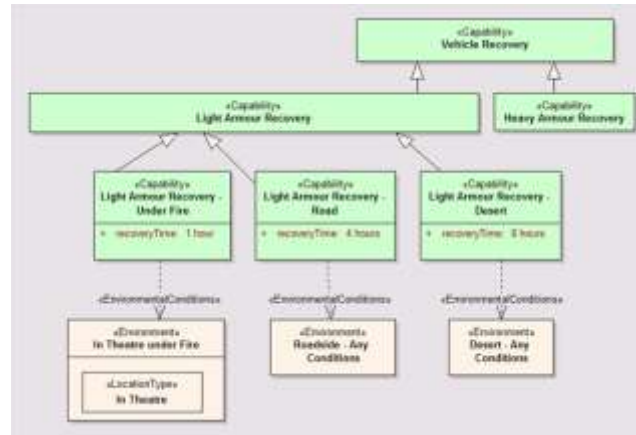 «Capability»
Vehicle Recovery
«Capability»
Light Armour Recovery
«Capability»
Heavy Armour Recovery
«Capability»
Light Armour Recovery -
Under Fire
+ recoveryTime: 1 hour
«Capability»
Light Armour Recovery -
Road
+ recoveryTime: 4 hours
«Capability»
Light Armour Recovery -
Desert
+ recoveryTime: 8 hours
«EnvironmentalConditions»
«EnvironmentalConditions»
«EnvironmentalConditions»
«Environment»
In Theatre under Fire
«LocationType»
In Theatre
«Environment»
Roadside - Any
Conditions
«Environment»
Desert - Any
Conditions